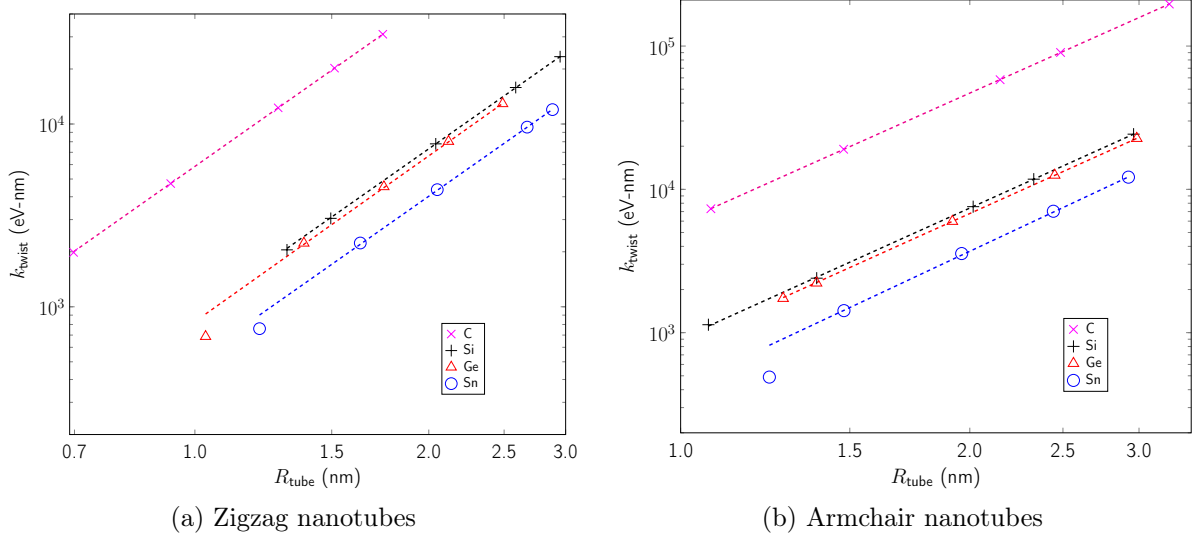 10^4
10^3
k_twist (eV-nm)
C
Si
Ge
Sn
0.7 1.0 1.5 2.0 2.5 3.0
R_tube (nm)
(a) Zigzag nanotubes
10^5
10^4
10^3
k_twist (eV-nm)
C
Si
Ge
Sn
1.0 1.5 2.0 3.0
R_tube (nm)
(b) Armchair nanotubes